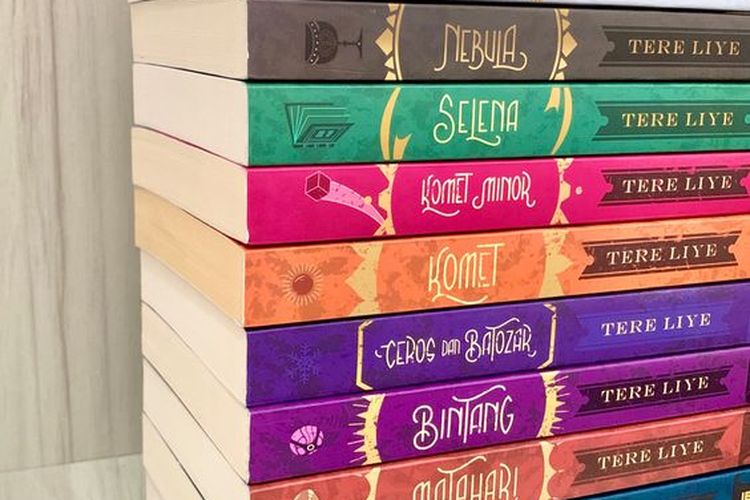 NEBULA TERE LIYE
SELENA TERE LIYE
KOMET MINOR TERE LIYE
KOMET TERE LIYE
CEROS DAN BATOZAR TERE LIYE
BINTANG TERE LIYE
MATAHARI TERE LIYE